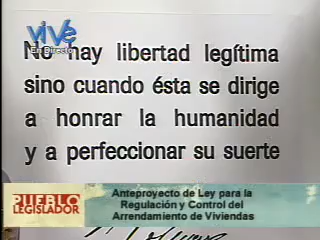 vive
En Directo
No hay libertad legítima
sino cuando ésta se dirige
a honrar la humanidad
y a perfeccionar su suerte
PUEBLO
LEGISLADOR
Anteproyecto de Ley para la
Regulación y Control del
Arrendamiento de Viviendas